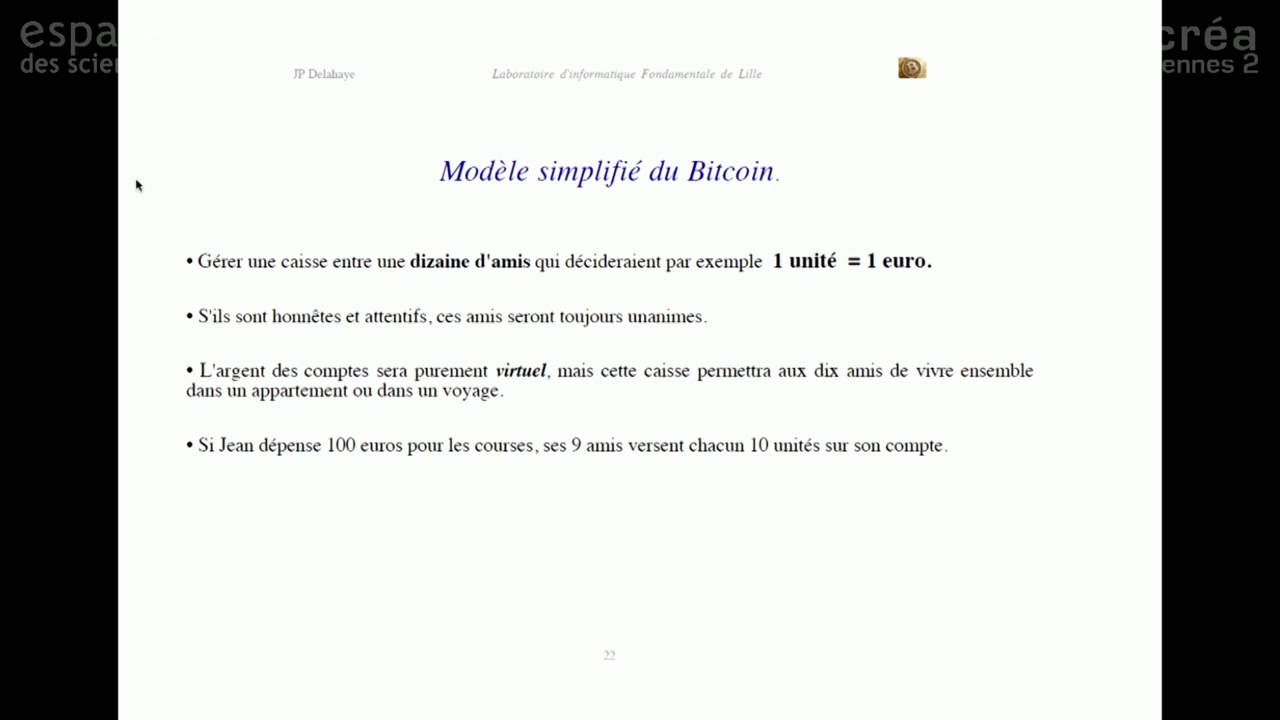 espa
des scien
créa
ennes 2
JP Delahaye
Laboratoire d'informatique Fondamentale de Lille
Modèle simplifié du Bitcoin.
• Gérer une caisse entre une dizaine d'amis qui décideraient par exemple 1 unité = 1 euro.
• S'ils sont honnêtes et attentifs, ces amis seront toujours unanimes.
• L'argent des comptes sera purement virtuel, mais cette caisse permettra aux dix amis de vivre ensemble
dans un appartement ou dans un voyage.
• Si Jean dépense 100 euros pour les courses, ses 9 amis versent chacun 10 unités sur son compte.
22